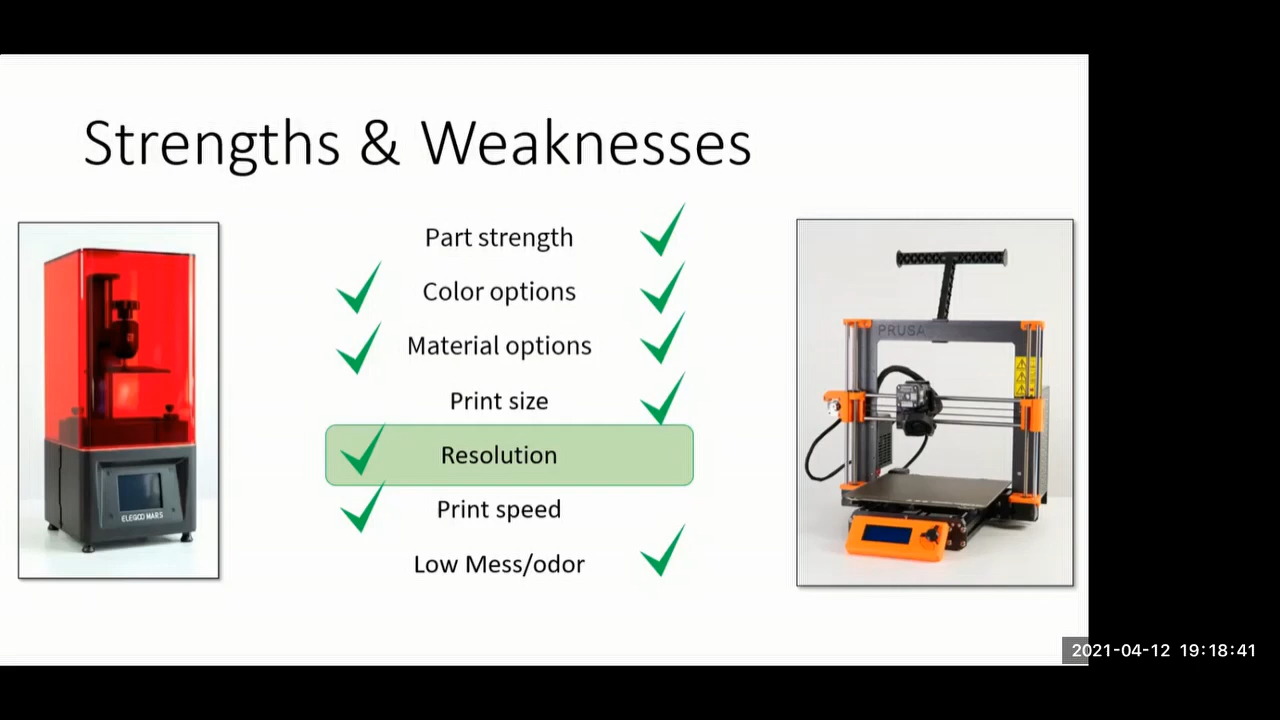 Strengths & Weaknesses
Part strength
Color options
Material options
Print size
Resolution
Print speed
Low Mess/odor
ELEGOO MARS
PRUSA
2021-04-12 19:18:41